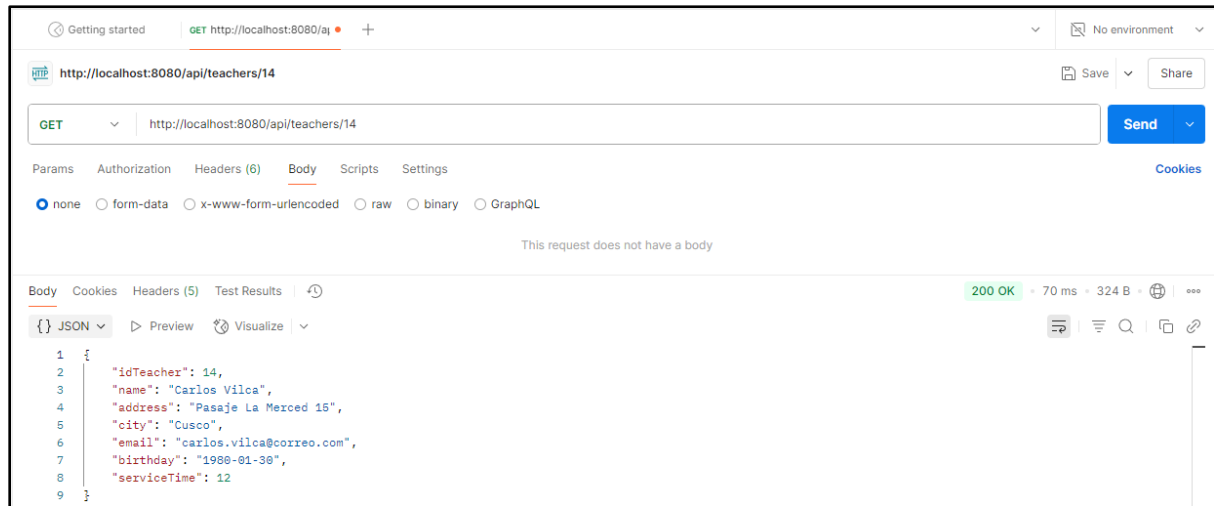 Getting started GET http://localhost:8080/a No environment
HTTP http://localhost:8080/api/teachers/14 Save Share
GET http://localhost:8080/api/teachers/14 Send
Params Authorization Headers (6) Body Scripts Settings Cookies
none form-data x-www-form-urlencoded raw binary GraphQL
This request does not have a body
Body Cookies Headers (5) Test Results 200 OK • 70 ms • 324 B
{} JSON Preview Visualize
1 {
2 "idTeacher": 14,
3 "name": "Carlos Vilca",
4 "address": "Pasaje La Merced 15",
5 "city": "Cusco",
6 "email": "carlos.vilca@correo.com",
7 "birthday": "1980-01-30",
8 "serviceTime": 12
9 }